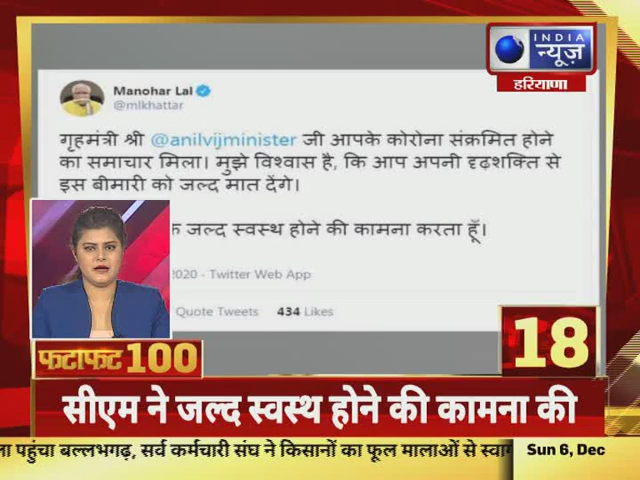 INDIA
न्यूज़
हरियाणा
Manohar Lal
@mlkhattar
गृहमंत्री श्री @anilvijminister जी आपके कोरोना संक्रमित होने
का समाचार मिला। मुझे विश्वास है, कि आप अपनी दृढ़शक्ति से
इस बीमारी को जल्द मात देंगे।
जल्द स्वस्थ होने की कामना करता हूँ।
2020 - Twitter Web App
Quote Tweets 434 Likes
फटाफट 100
18
सीएम ने जल्द स्वस्थ होने की कामना की
पहुंचा बल्लभगढ़, सर्व कर्मचारी संघ ने किसानों का फूल मालाओं से
Sun 6, Dec